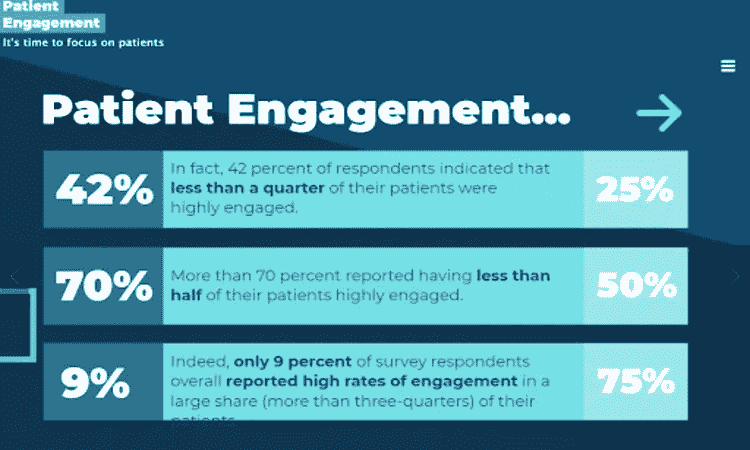 Patient
Engagement
It's time to focus on patients
Patient Engagement...
42%
In fact, 42 percent of respondents indicated that
less than a quarter of their patients were
highly engaged.
25%
70%
More than 70 percent reported having less than
half of their patients highly engaged.
50%
9%
Indeed, only 9 percent of survey respondents
overall reported high rates of engagement in a
large share (more than three-quarters) of their
patients
75%